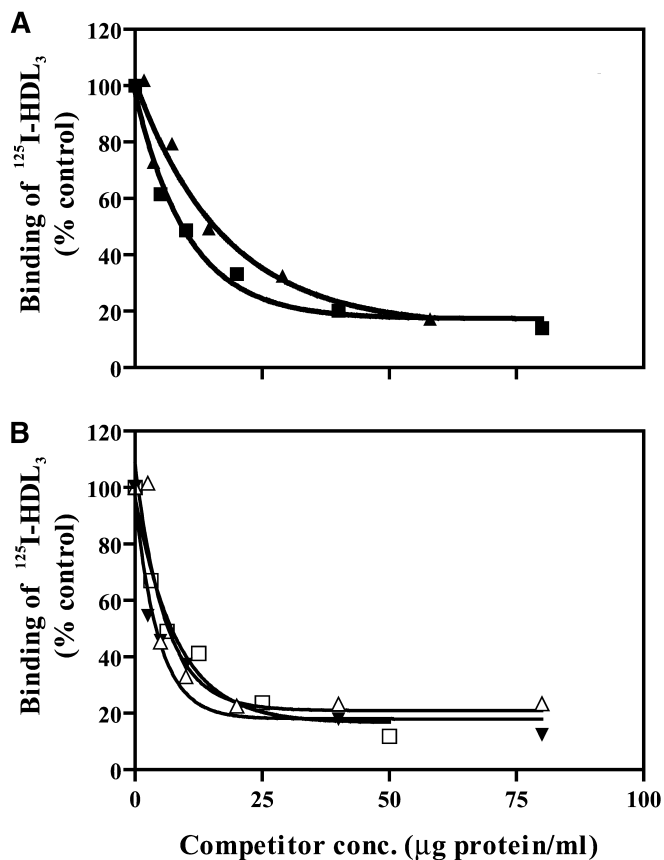 A
120
100
80
60
40
20
0
Binding of ¹²⁵I-HDL₃
(% control)
B
120
100
80
60
40
20
0
Binding of ¹²⁵I-HDL₃
(% control)
0 25 50 75 100
Competitor conc. (µg protein/ml)